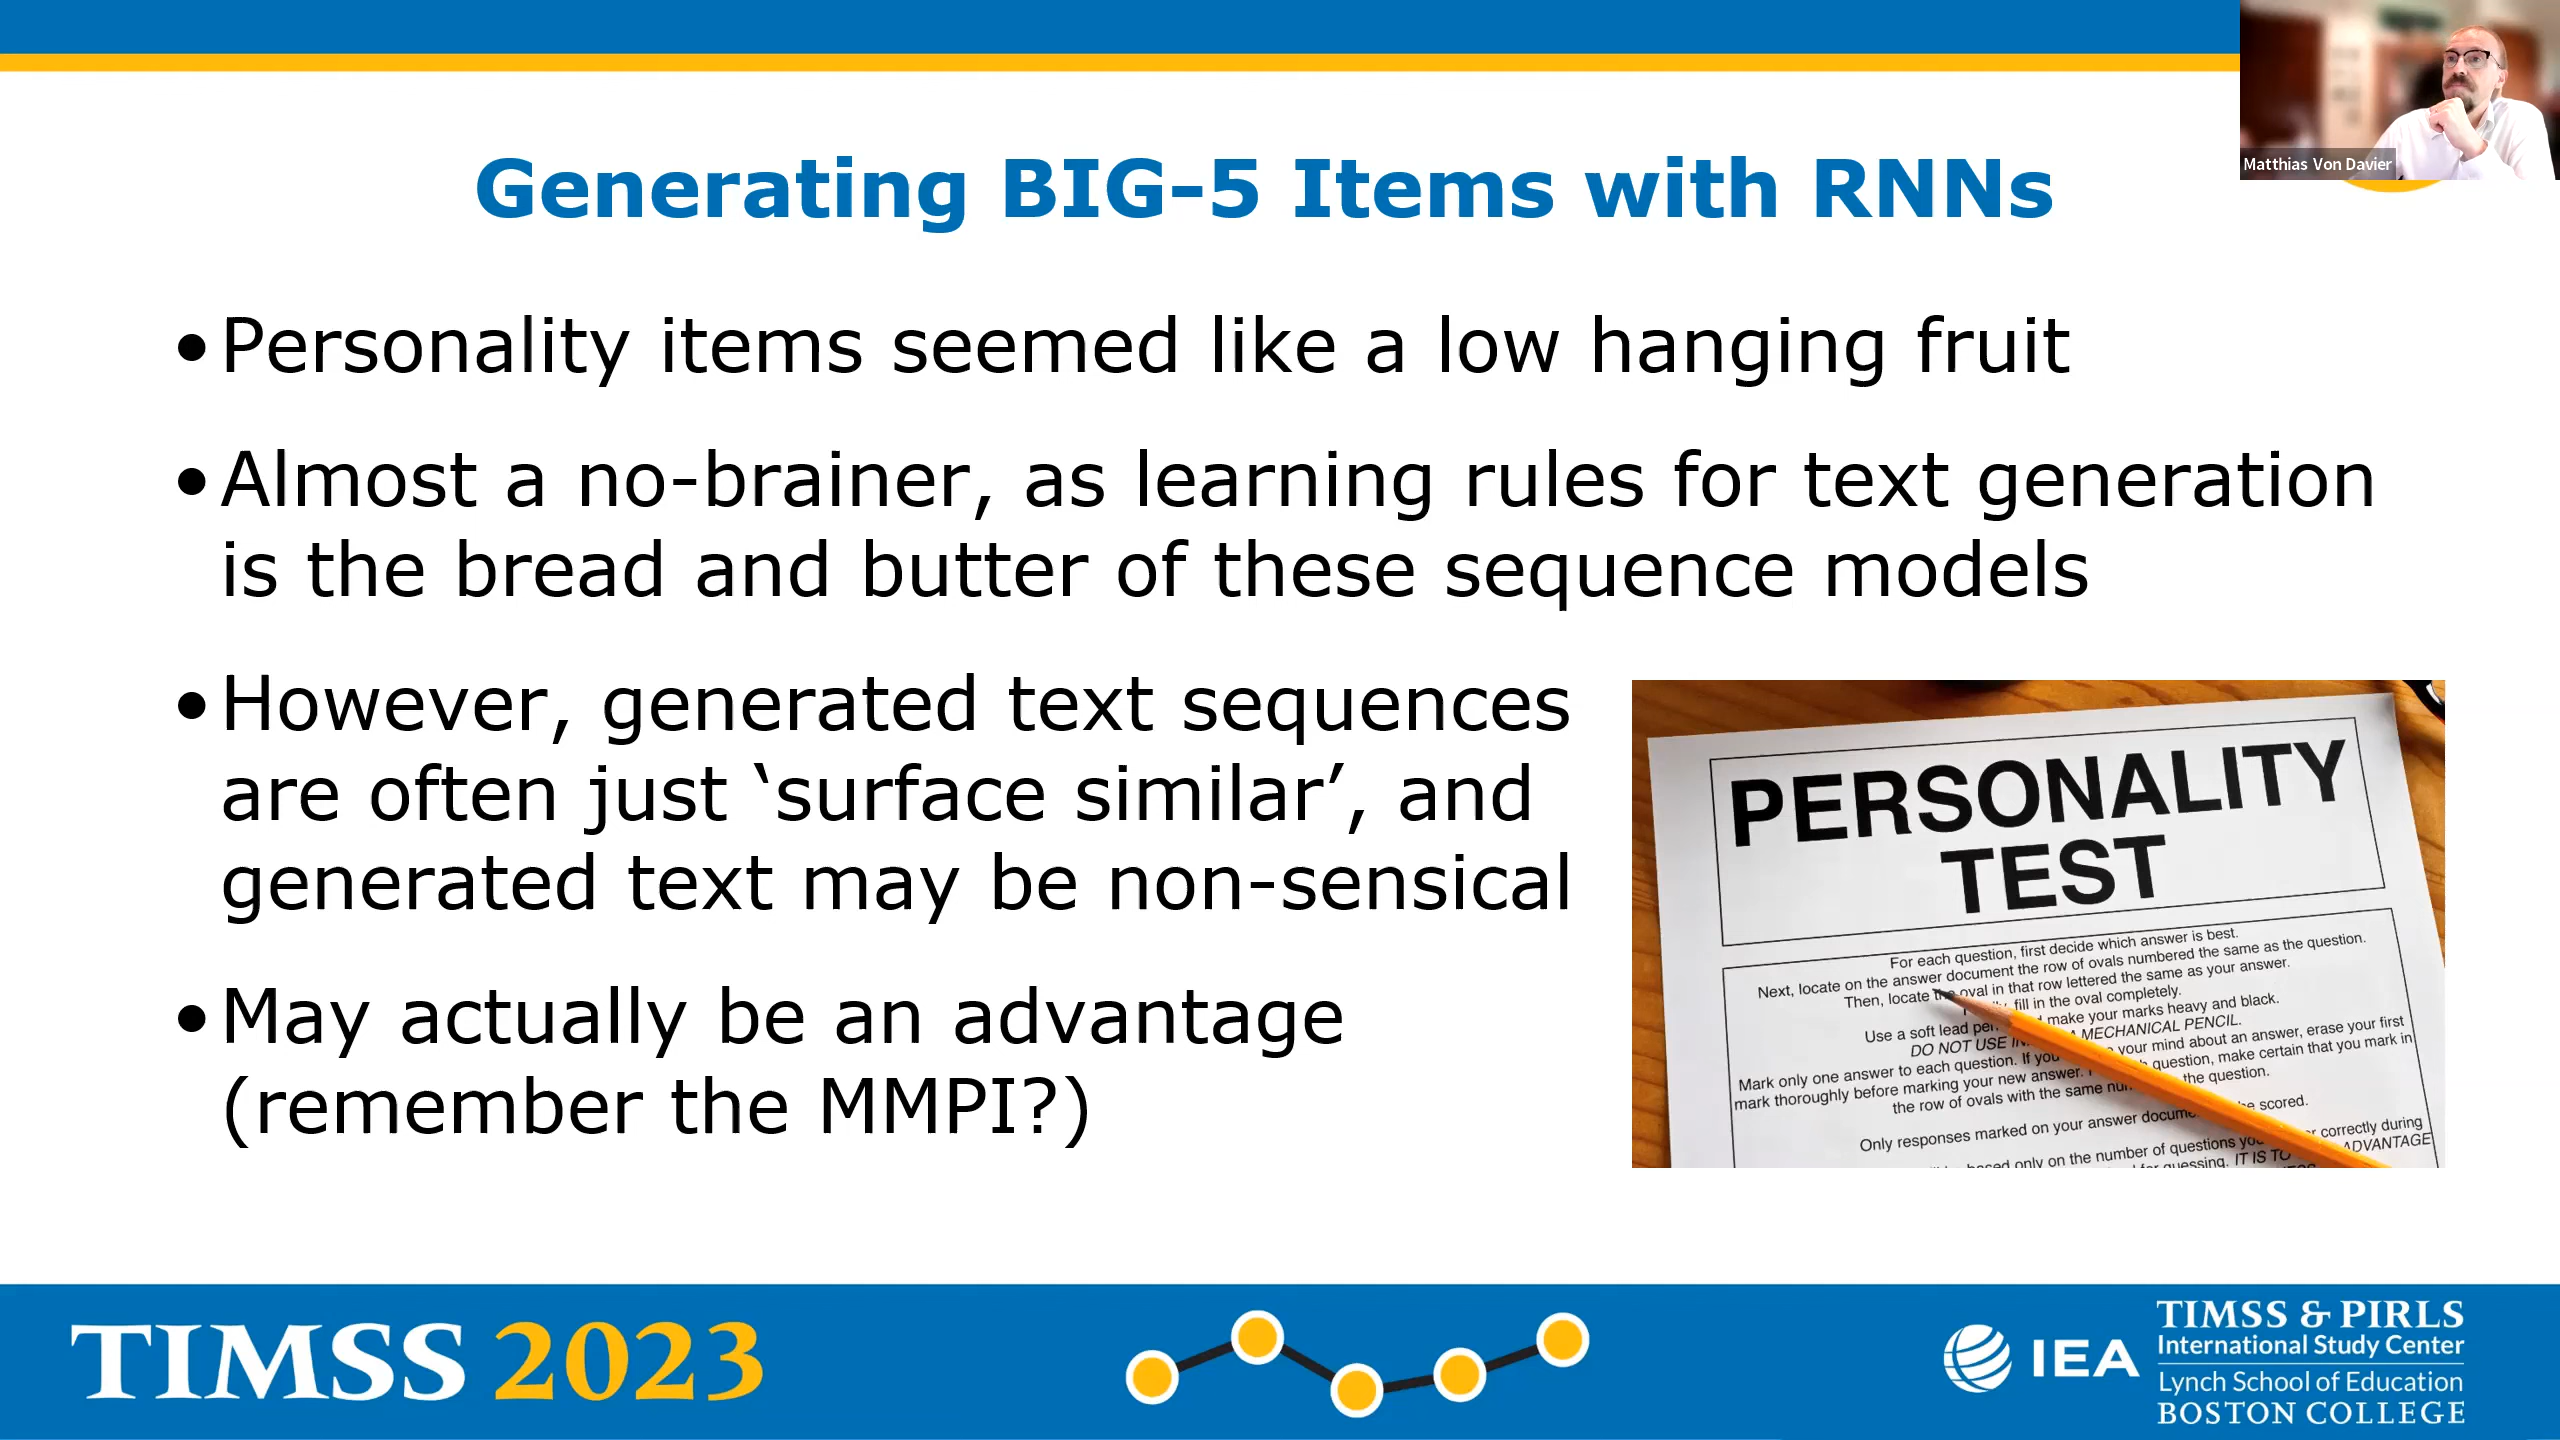 Matthias Von Davier
Generating BIG-5 Items with RNNs
•Personality items seemed like a low hanging fruit
•Almost a no-brainer, as learning rules for text generation
is the bread and butter of these sequence models
•However, generated text sequences
are often just ‘surface similar’, and
generated text may be non-sensical
•May actually be an advantage
(remember the MMPI?)
PERSONALITY
TEST
For each question, first decide which answer is best.
Next, locate on the answer document the row of ovals numbered the same as the question.
Then, locate the oval in that row lettered the same as your answer.
fill in the oval completely.
Use a soft lead make your marks heavy and black.
DO NOT USE A MECHANICAL PENCIL.
Mark only one answer to each question. If you your mind about an answer, erase your first
mark thoroughly before marking your new answer. question, make certain that you mark in
the row of ovals with the same the question.
Only responses marked on your answer scored.
based only on the number of questions correctly during
guessing. IT IS TO ADVANTAGE
TIMSS 2023
IEA
TIMSS & PIRLS
International Study Center
Lynch School of Education
BOSTON COLLEGE